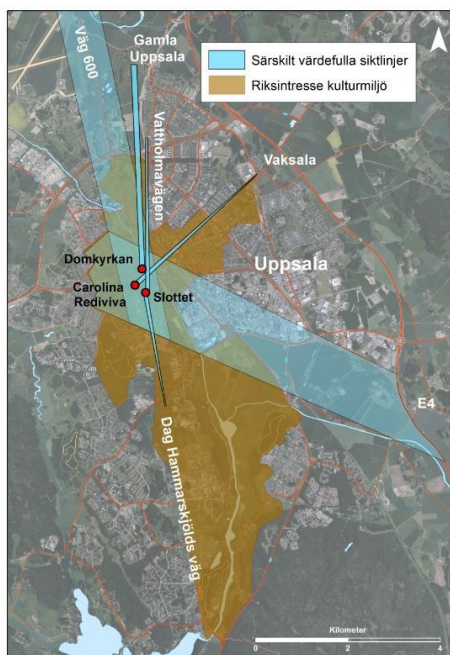 Väg 600
Gamla
Uppsala
Vattholmavägen
Särskilt värdefulla siktlinjer
Riksintresse kulturmiljö
Vaksala
Domkyrkan
Uppsala
Carolina
Rediviva
Slottet
E4
Dag Hammarskjölds väg
Kilometer
0 2 4